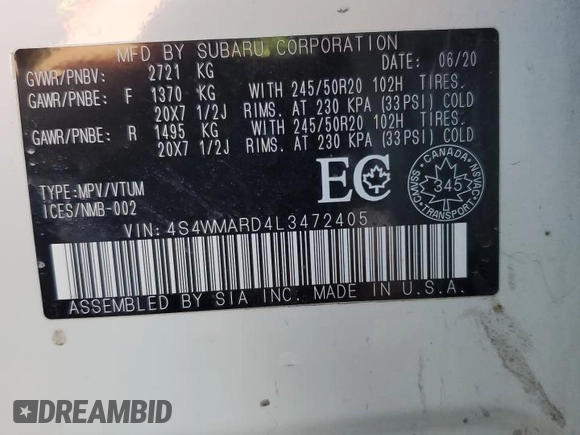 MFD BY SUBARU CORPORATION
GVWR/PNBV: 2721 KG DATE: 06/20
GAWR/PNBE: F 1370 KG WITH 245/50R20 102H TIRES.
20X7 1/2J RIMS. AT 230 KPA (33PSI) COLD
GAWR/PNBE: R 1495 KG WITH 245/50R20 102H TIRES.
20X7 1/2J RIMS. AT 230 KPA (33PSI) COLD
TYPE:MPV/VTUM
ICES/NMB-002
EC
CANADA
CMVSS
NSVAC
345
TRANSPORT
VIN: 4S4WMARD4L3472405
ASSEMBLED BY SIA INC. MADE IN U.S.A.
DREAMBID